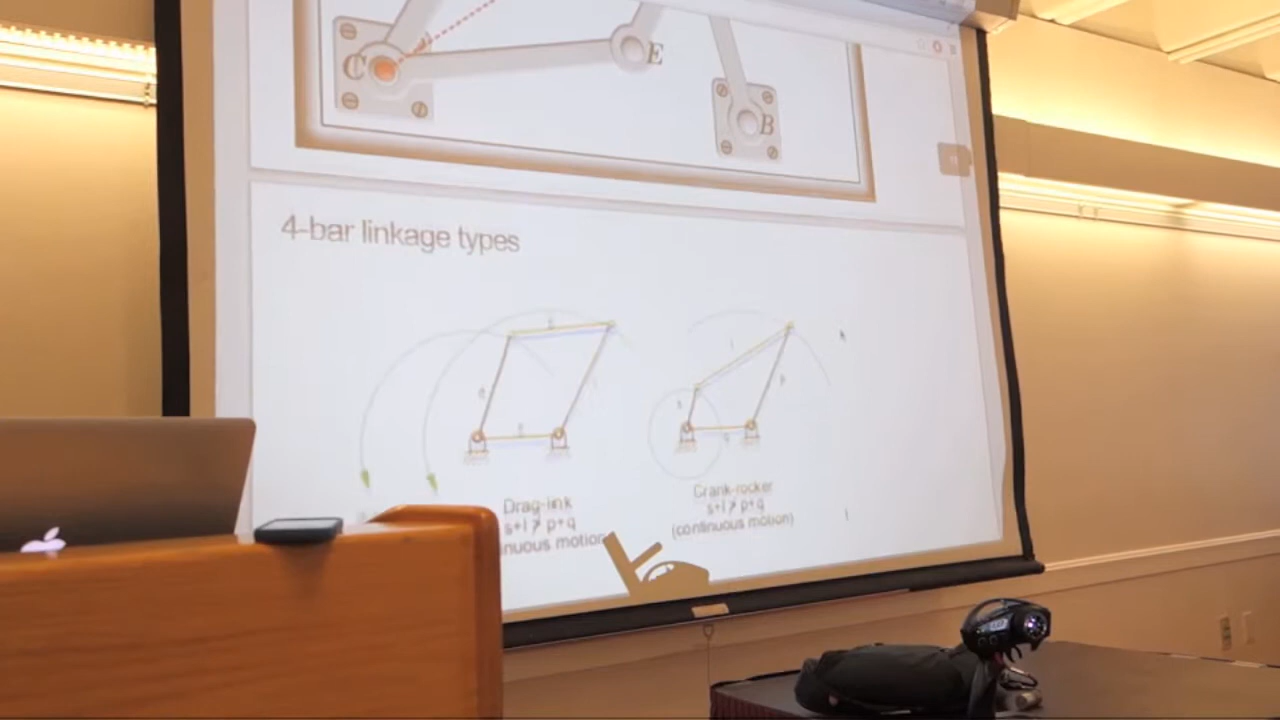 C
E
B
4-bar linkage types
Drag-link
s+l ≯ p+q
nuous motion
Crank-rocker
s+l ≯ p+q
(continuous motion)